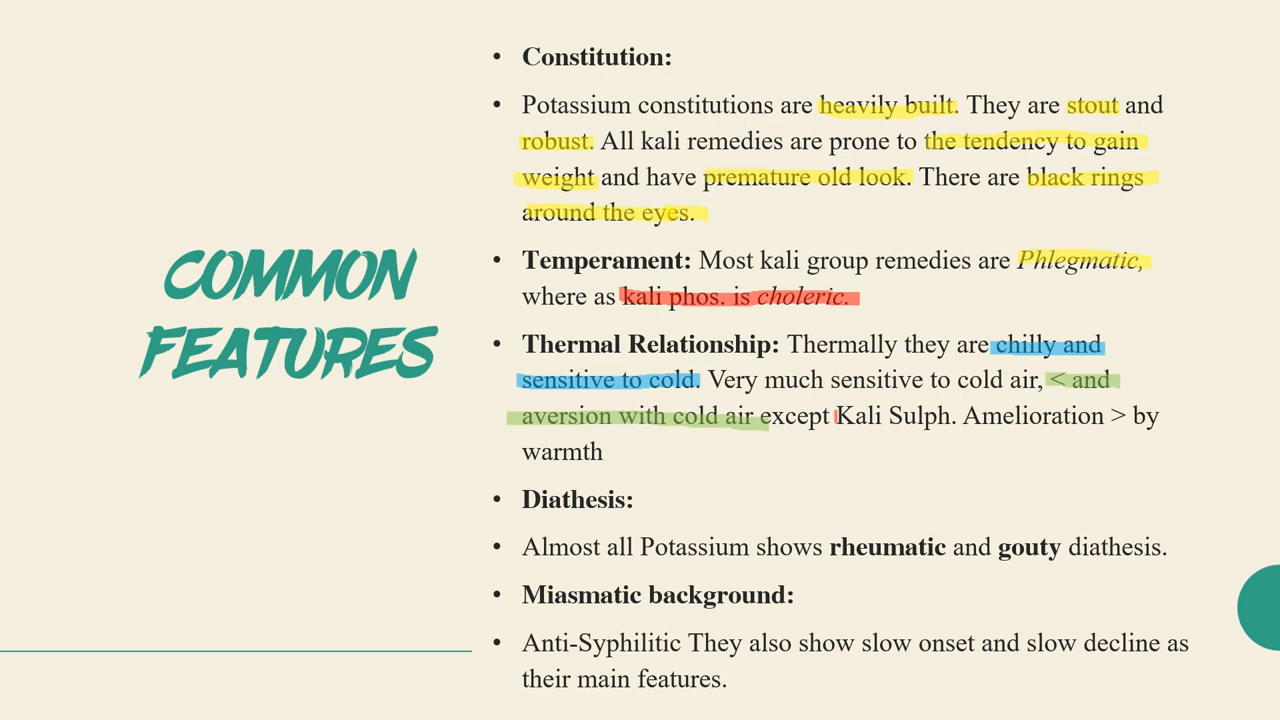 COMMON
FEATURES
• Constitution:
• Potassium constitutions are heavily built. They are stout and
robust. All kali remedies are prone to the tendency to gain
weight and have premature old look. There are black rings
around the eyes.
• Temperament: Most kali group remedies are Phlegmatic,
where as kali phos. is choleric.
• Thermal Relationship: Thermally they are chilly and
sensitive to cold. Very much sensitive to cold air, < and
aversion with cold air except Kali Sulph. Amelioration > by
warmth
• Diathesis:
• Almost all Potassium shows rheumatic and gouty diathesis.
• Miasmatic background:
• Anti-Syphilitic They also show slow onset and slow decline as
their main features.